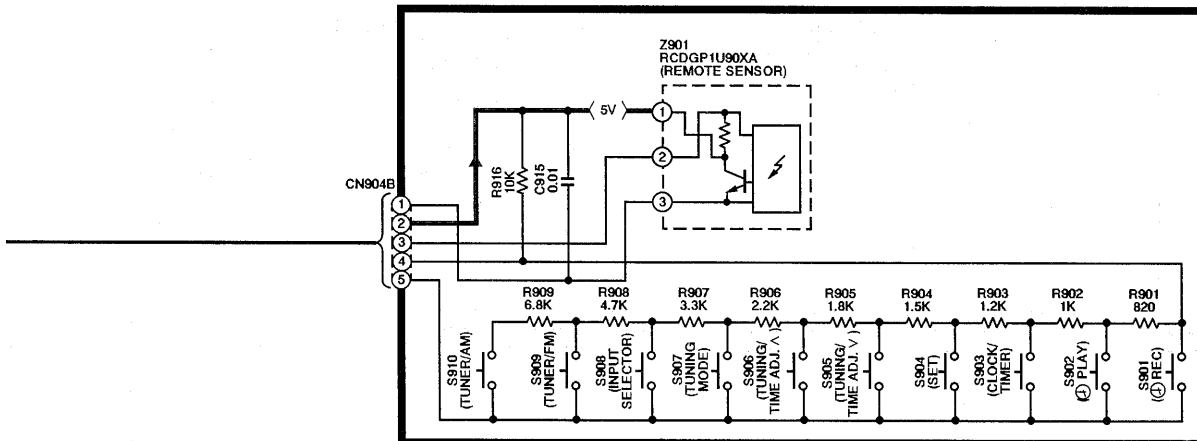 Z901
RCDGP1U90XA
(REMOTE SENSOR)
5V
1
2
3
R916
10K
C915
0.01
CN904B
1
2
3
4
5
R909
6.8K
R908
4.7K
R907
3.3K
R906
2.2K
R905
1.8K
R904
1.5K
R903
1.2K
R902
1K
R901
820
S910
(TUNER/AM)
S909
(TUNER/FM)
S908
(INPUT
SELECTOR)
S907
(TUNING
MODE)
S906
(TUNING/
TIME ADJ. ∧ )
S905
(TUNING/
TIME ADJ. ∨ )
S904
(SET)
S903
(CLOCK/
TIMER)
S902
( PLAY)
S901
( REC)